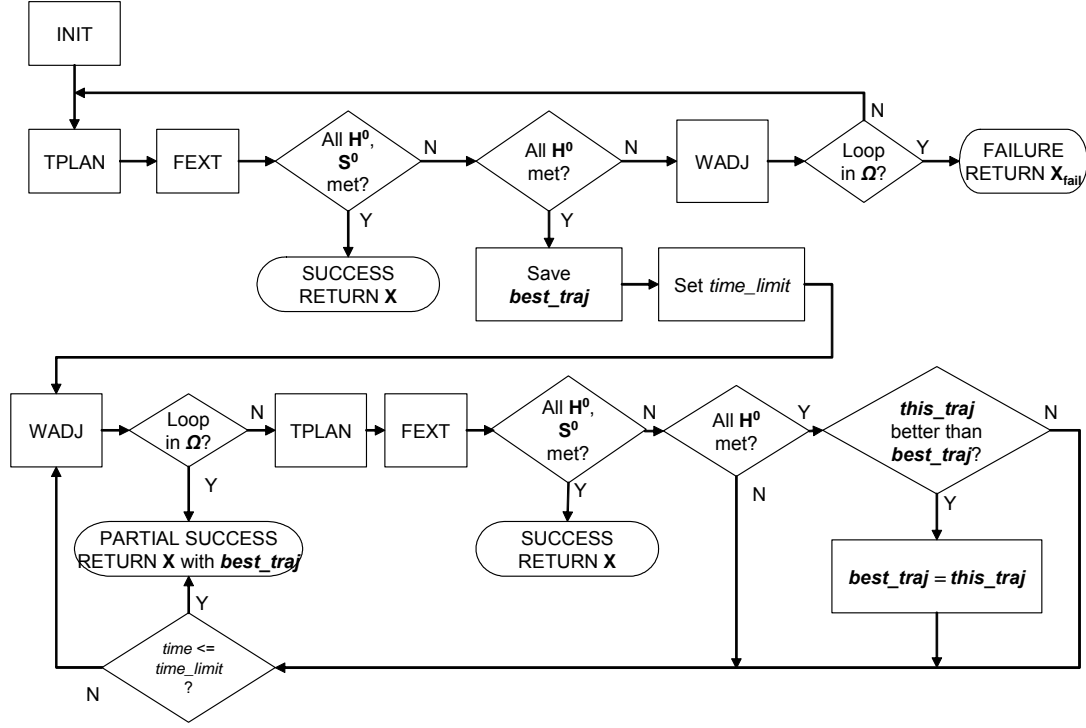 INIT
N
TPLAN
FEXT
All H⁰,
S⁰
met?
N
All H⁰
met?
N
WADJ
Loop
in Ω?
Y
FAILURE
RETURN X_fail
Y
Y
SUCCESS
RETURN X
Save
best_traj
Set time_limit
WADJ
Loop
in Ω?
N
TPLAN
FEXT
All H⁰,
S⁰
met?
N
All H⁰
met?
Y
this_traj
better than
best_traj?
N
Y
Y
N
Y
PARTIAL SUCCESS
RETURN X with best_traj
SUCCESS
RETURN X
best_traj = this_traj
Y
time <=
time_limit
?
N